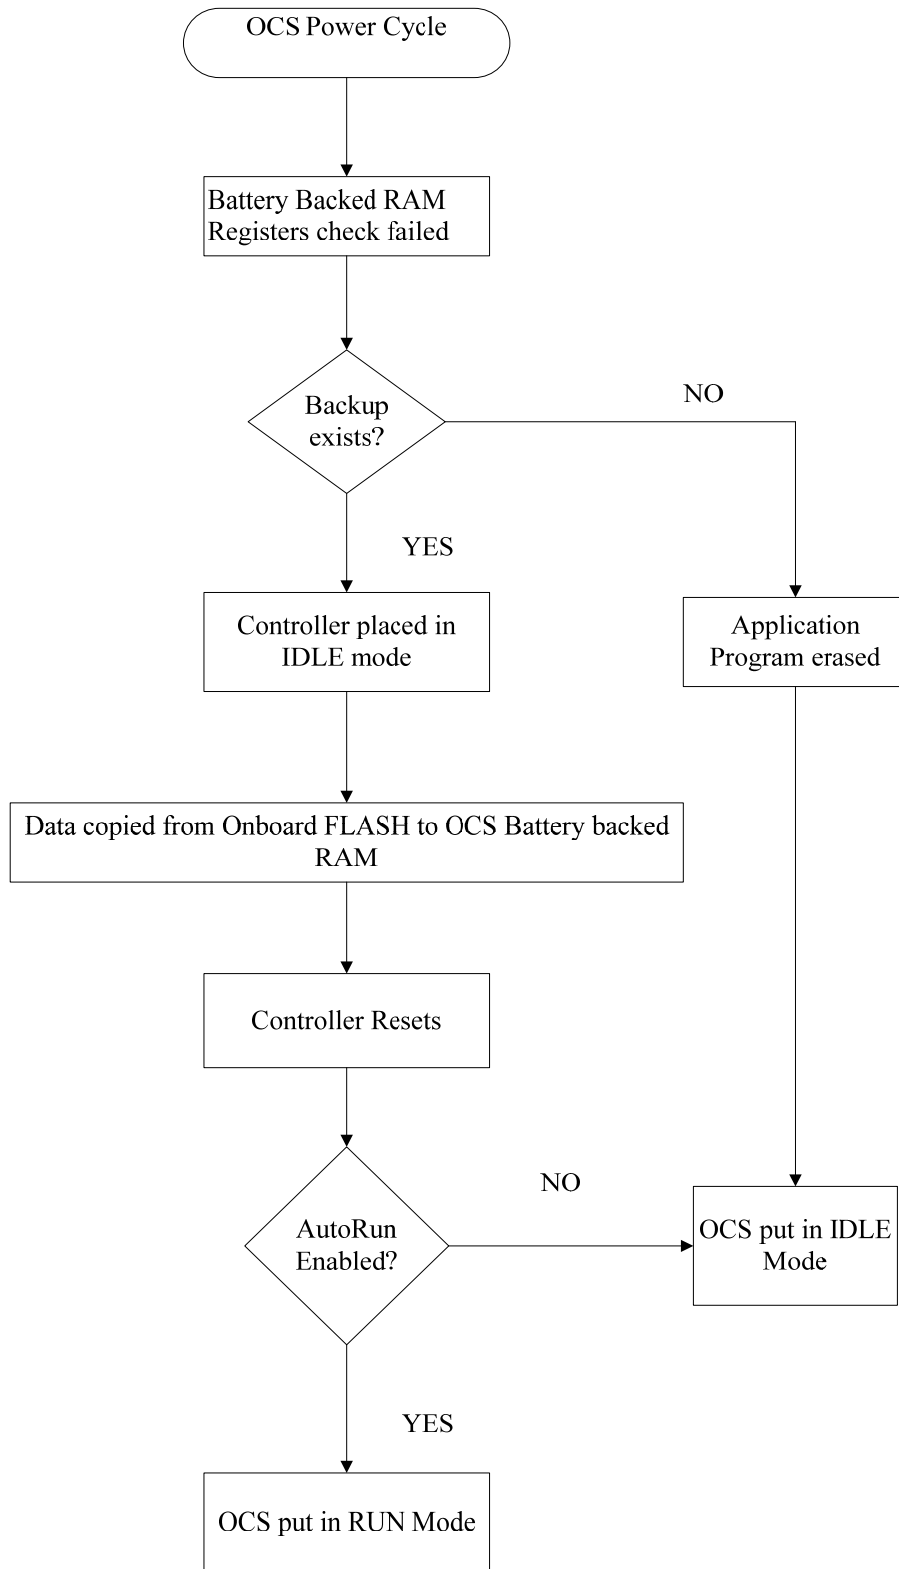 OCS Power Cycle
Battery Backed RAM
Registers check failed
Backup
exists?
NO
YES
Controller placed in
IDLE mode
Application
Program erased
Data copied from Onboard FLASH to OCS Battery backed
RAM
Controller Resets
AutoRun
Enabled?
NO
OCS put in IDLE
Mode
YES
OCS put in RUN Mode